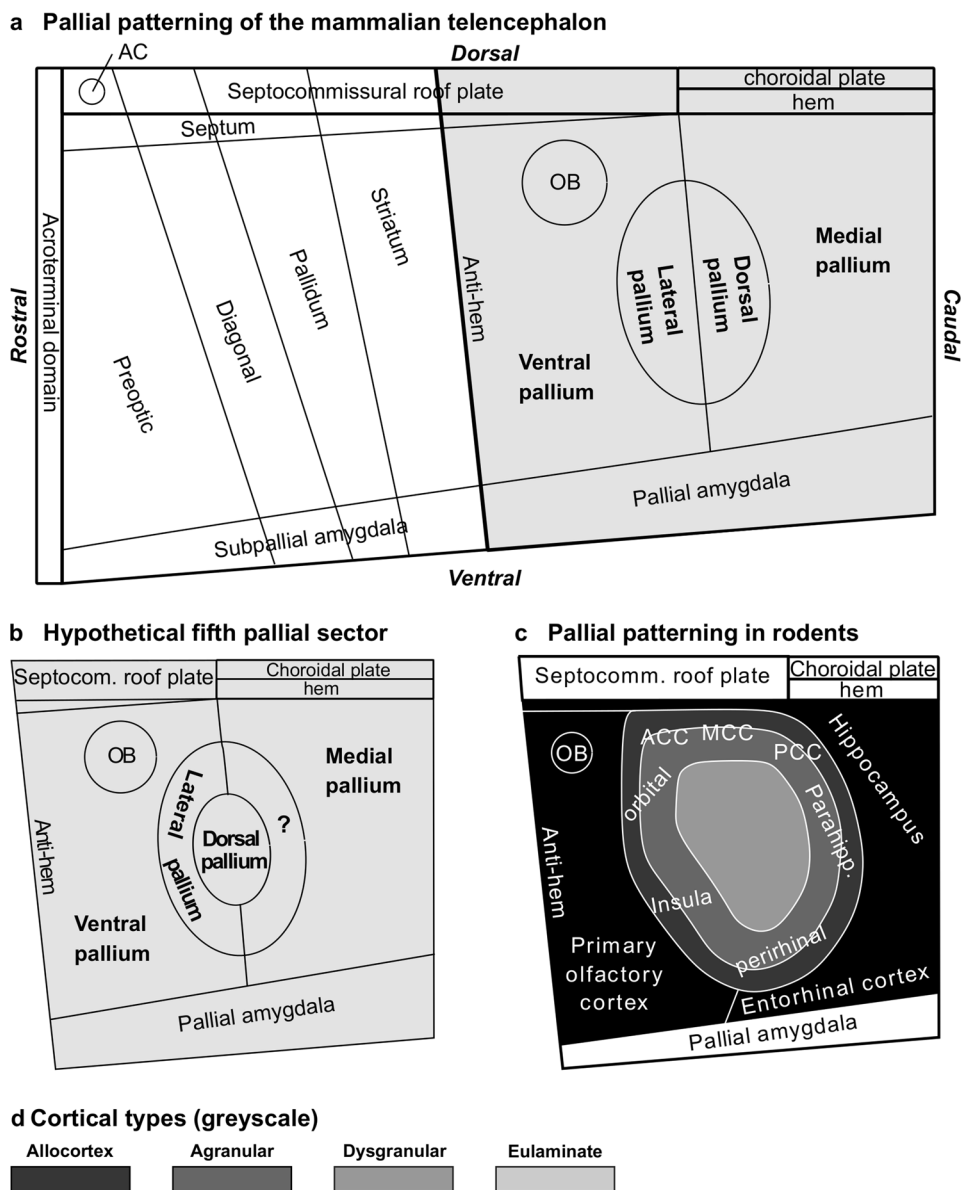 a Pallial patterning of the mammalian telencephalon
AC
Dorsal
Septocommissural roof plate
choroidal plate
hem
Septum
OB
Rostral
Acroterminal domain
Preoptic
Diagonal
Pallidum
Striatum
Anti-hem
Ventral
pallium
Lateral
pallium
Dorsal
pallium
Medial
pallium
Caudal
Pallial amygdala
Subpallial amygdala
Ventral
b Hypothetical fifth pallial sector
Septocom. roof plate
Choroidal plate
hem
OB
Medial
pallium
Lateral
pallium
Dorsal
pallium
?
Anti-hem
Ventral
pallium
Pallial amygdala
c Pallial patterning in rodents
Septocomm. roof plate
Choroidal plate
hem
OB
ACC
MCC
PCC
Hippocampus
orbital
Parahipp.
Anti-hem
Insula
perirhinal
Primary
olfactory
cortex
Entorhinal cortex
Pallial amygdala
d Cortical types (greyscale)
Allocortex
Agranular
Dysgranular
Eulaminate